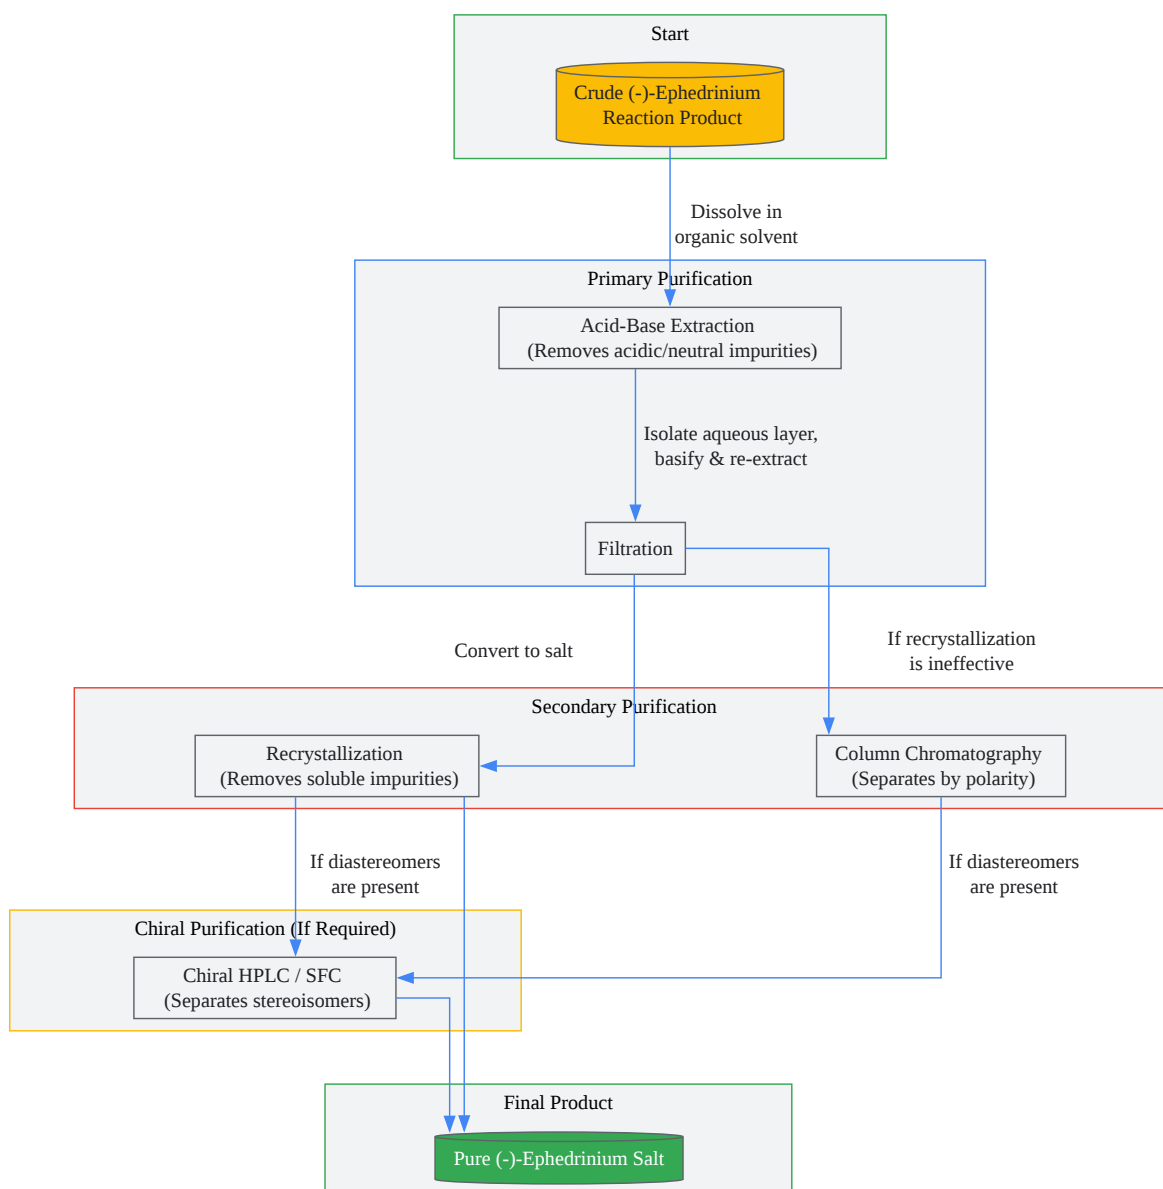 Start
Crude (-)-Ephedrinium
Reaction Product
Dissolve in
organic solvent
Primary Purification
Acid-Base Extraction
(Removes acidic/neutral impurities)
Isolate aqueous layer,
basify & re-extract
Filtration
Convert to salt
If recrystallization
is ineffective
Secondary Purification
Recrystallization
(Removes soluble impurities)
Column Chromatography
(Separates by polarity)
If diastereomers
are present
If diastereomers
are present
Chiral Purification (If Required)
Chiral HPLC / SFC
(Separates stereoisomers)
Final Product
Pure (-)-Ephedrinium Salt